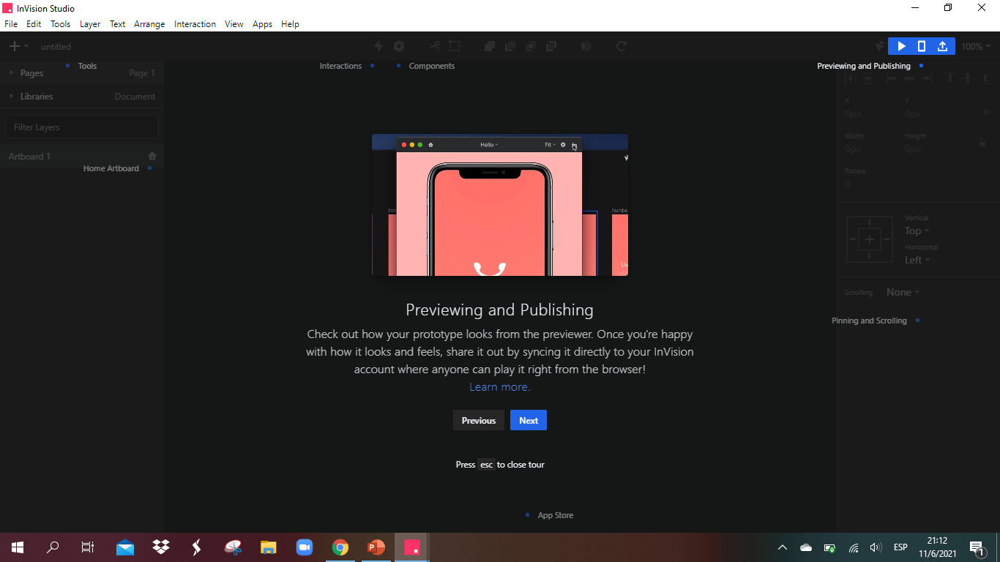 InVision Studio
File Edit Tools Layer Text Arrange Interaction View Apps Help
untitled
100%
Tools
Interactions
Components
Previewing and Publishing
Pages Page 1
Libraries Document
Filter Layers
Artboard 1
Home Artboard
X Y
0px 0px
Width Height
0px 0px
Rotate
0
Hello
Fit
Vertical
Top
Horizontal
Left
Scrolling None
Pinning and Scrolling
Previewing and Publishing
Check out how your prototype looks from the previewer. Once you're happy
with how it looks and feels, share it out by syncing it directly to your InVision
account where anyone can play it right from the browser!
Learn more.
Previous Next
Press esc to close tour
App Store
ESP
21:12
11/6/2021
1